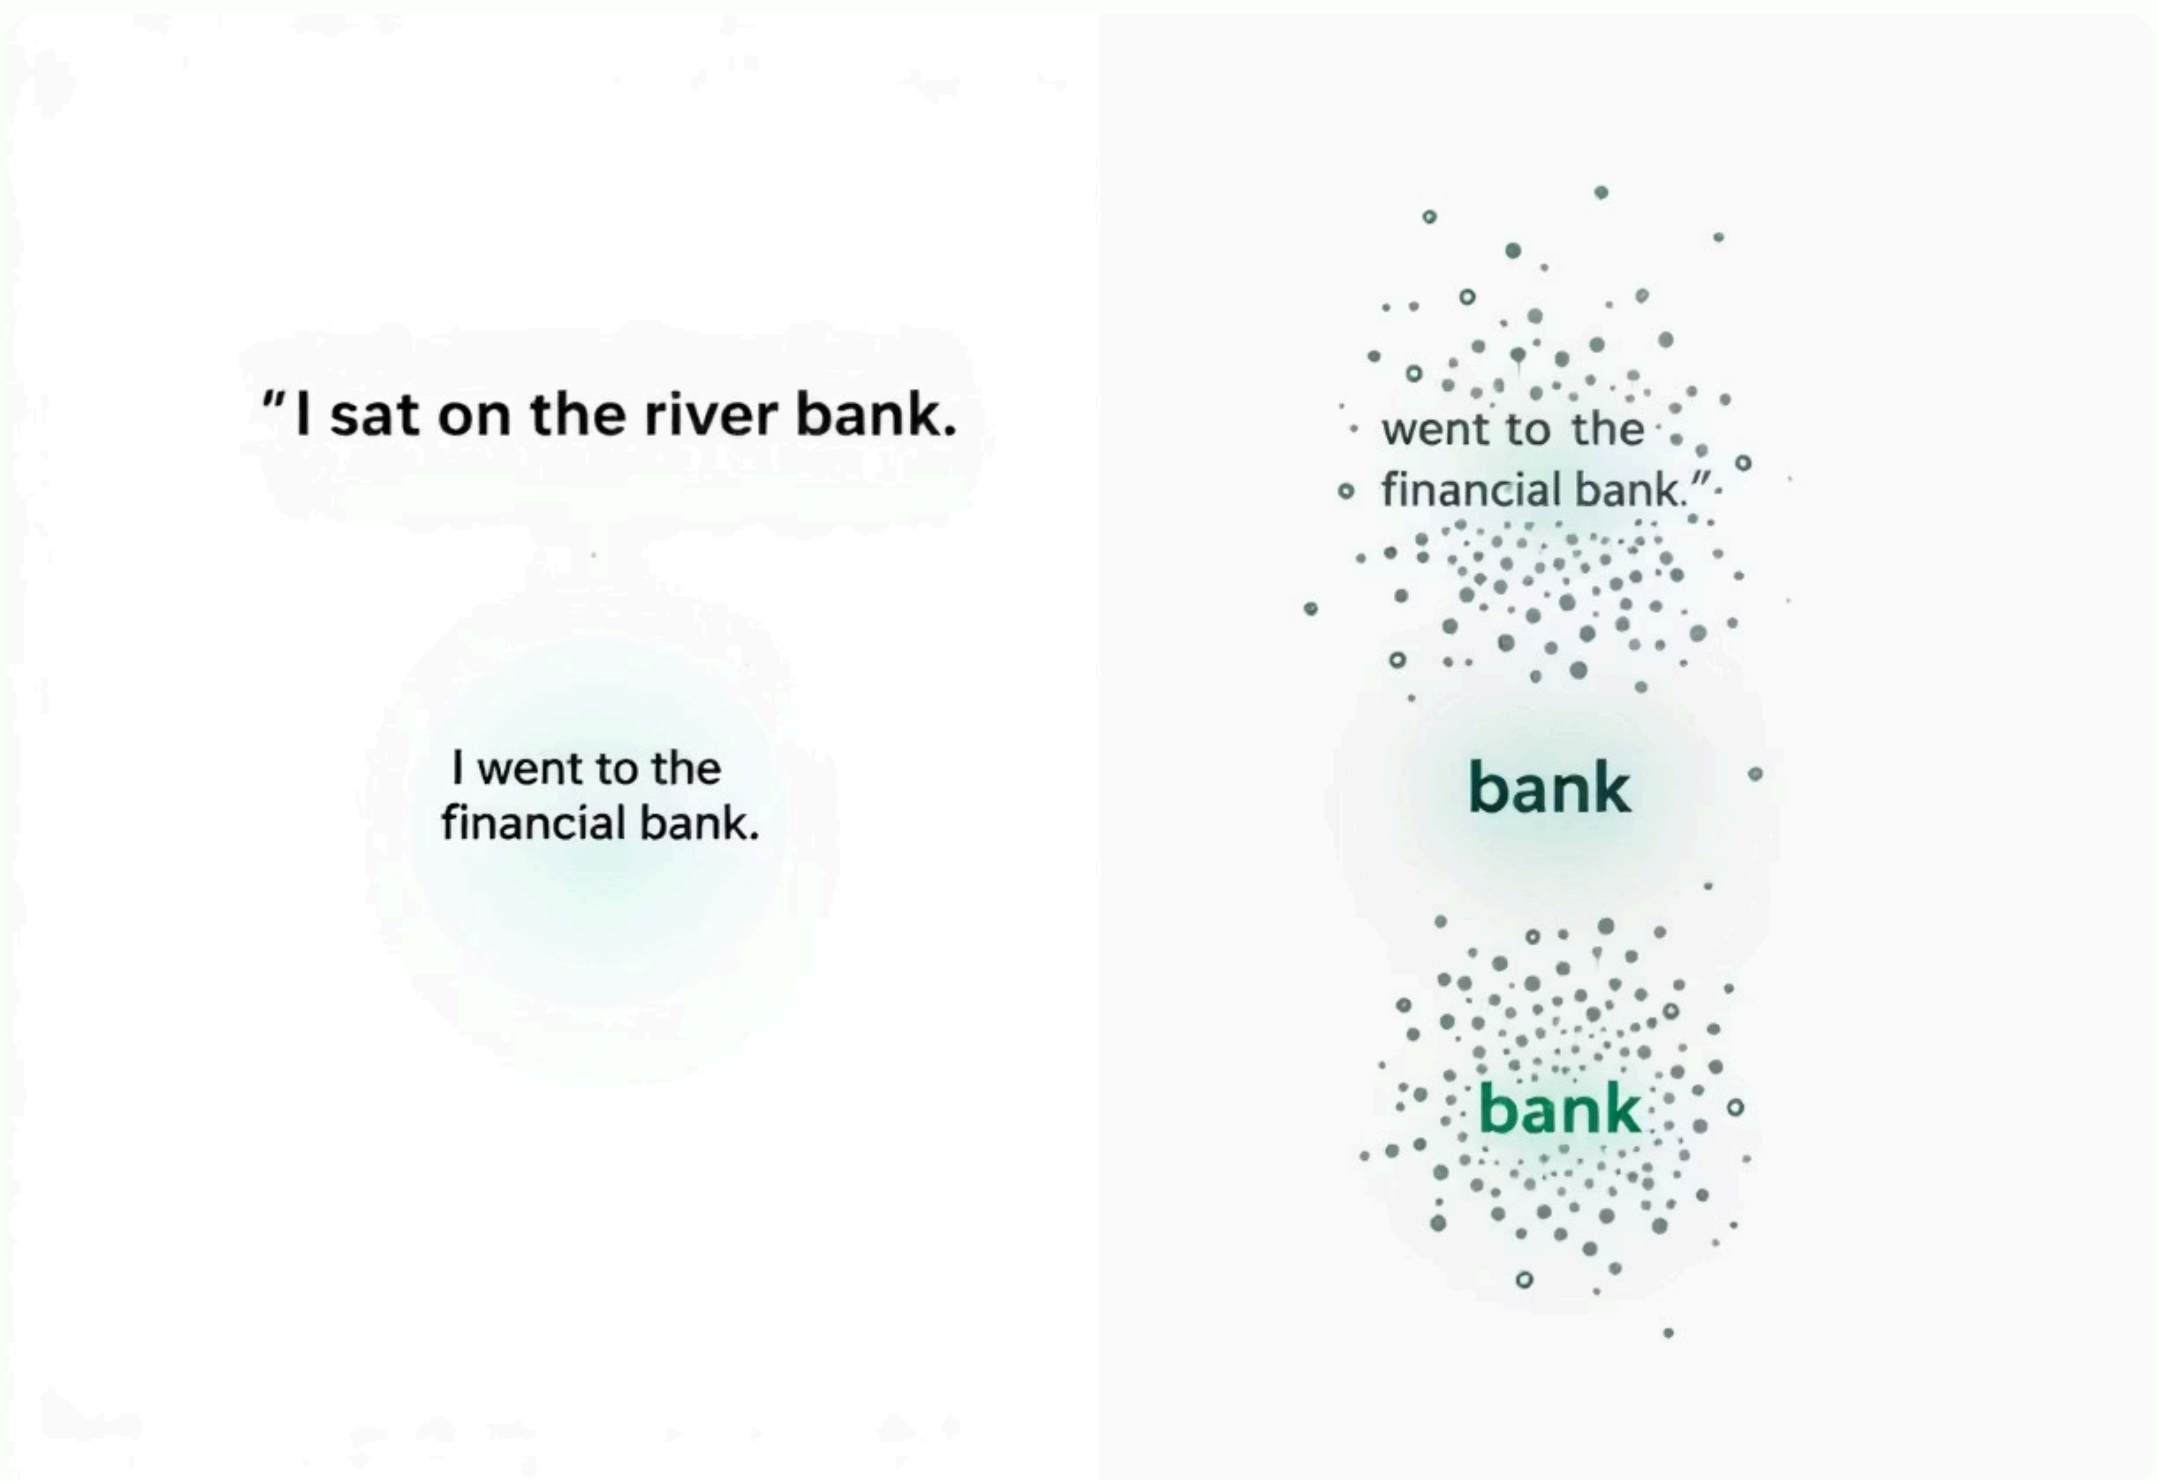 "I sat on the river bank.
I went to the
financial bank.
went to the
financial bank."
bank
bank